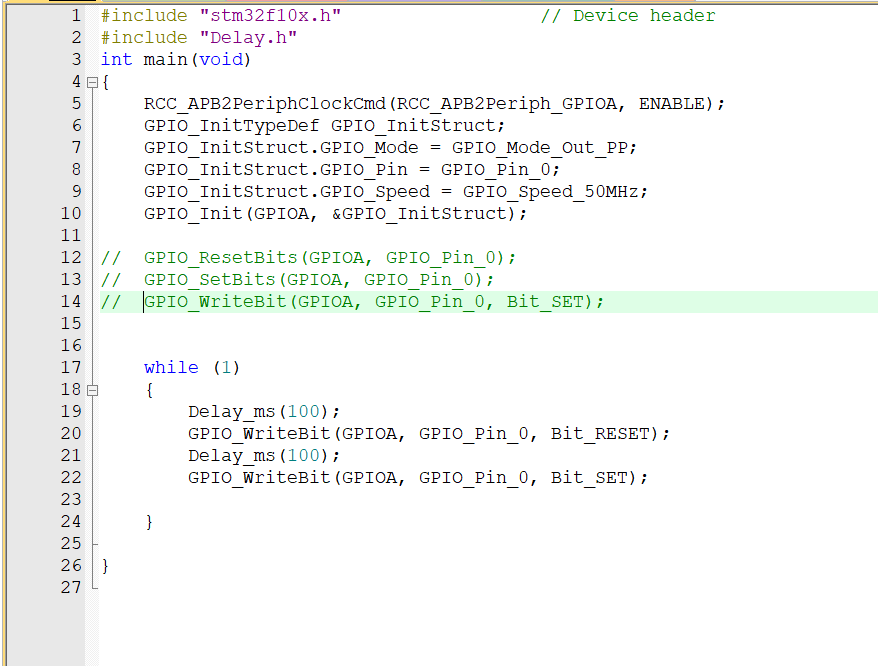 1 #include "stm32f10x.h" // Device header
2 #include "Delay.h"
3 int main(void)
4 {
5 RCC_APB2PeriphClockCmd(RCC_APB2Periph_GPIOA, ENABLE);
6 GPIO_InitTypeDef GPIO_InitStruct;
7 GPIO_InitStruct.GPIO_Mode = GPIO_Mode_Out_PP;
8 GPIO_InitStruct.GPIO_Pin = GPIO_Pin_0;
9 GPIO_InitStruct.GPIO_Speed = GPIO_Speed_50MHz;
10 GPIO_Init(GPIOA, &GPIO_InitStruct);
11
12 // GPIO_ResetBits(GPIOA, GPIO_Pin_0);
13 // GPIO_SetBits(GPIOA, GPIO_Pin_0);
14 // GPIO_WriteBit(GPIOA, GPIO_Pin_0, Bit_SET);
15
16
17 while (1)
18 {
19 Delay_ms(100);
20 GPIO_WriteBit(GPIOA, GPIO_Pin_0, Bit_RESET);
21 Delay_ms(100);
22 GPIO_WriteBit(GPIOA, GPIO_Pin_0, Bit_SET);
23
24 }
25
26 }
27